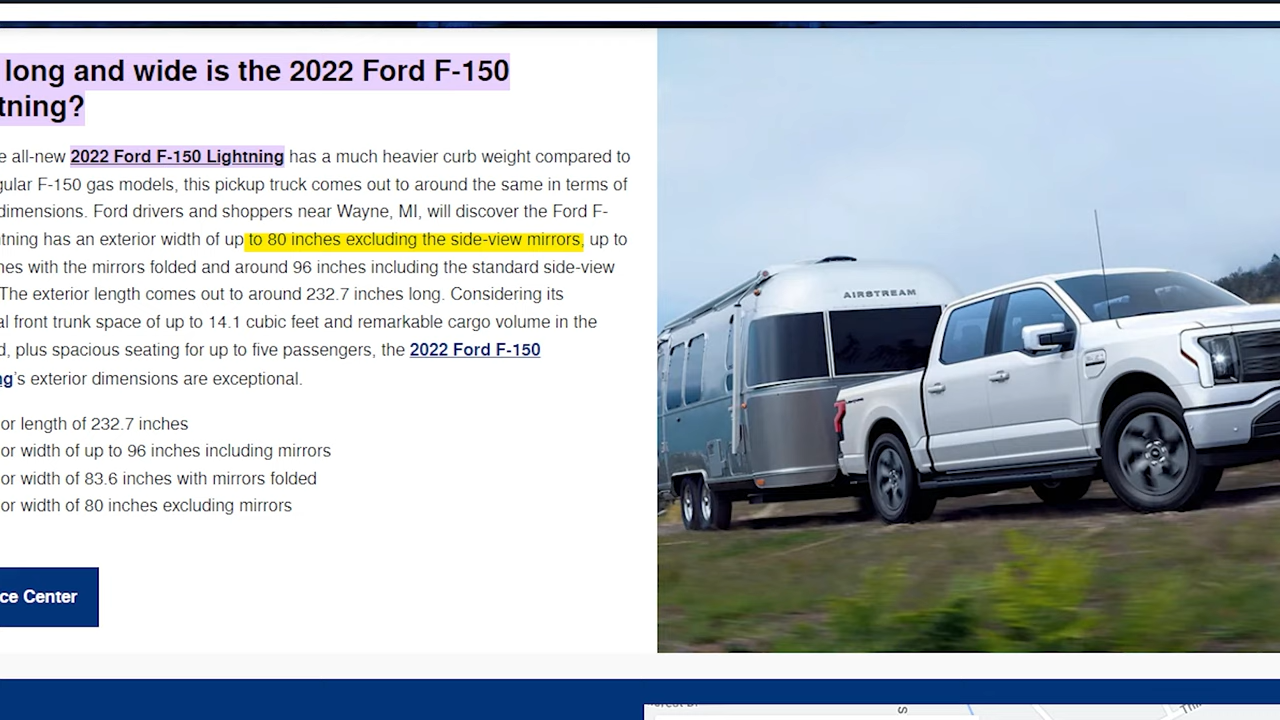 long and wide is the 2022 Ford F-150
tning?
e all-new 2022 Ford F-150 Lightning has a much heavier curb weight compared to
gular F-150 gas models, this pickup truck comes out to around the same in terms of
dimensions. Ford drivers and shoppers near Wayne, MI, will discover the Ford F-
ntning has an exterior width of up to 80 inches excluding the side-view mirrors, up to
nes with the mirrors folded and around 96 inches including the standard side-view
The exterior length comes out to around 232.7 inches long. Considering its
al front trunk space of up to 14.1 cubic feet and remarkable cargo volume in the
d, plus spacious seating for up to five passengers, the 2022 Ford F-150
ng's exterior dimensions are exceptional.
or length of 232.7 inches
or width of up to 96 inches including mirrors
or width of 83.6 inches with mirrors folded
or width of 80 inches excluding mirrors
ce Center
AIRSTREAM